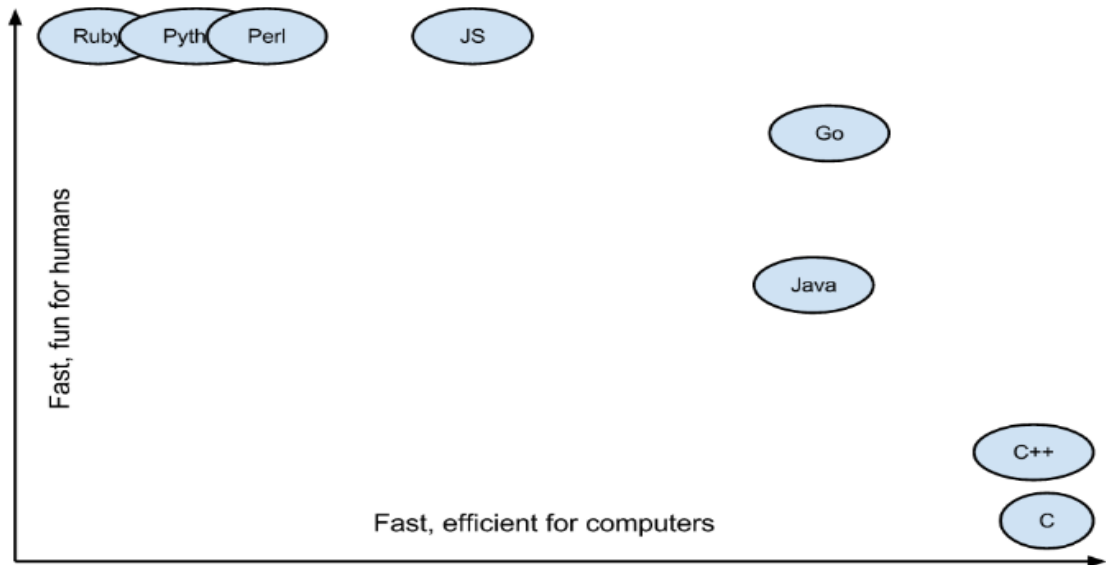 Ruby
Pyth
Perl
JS
Go
Java
Fast, fun for humans
C++
Fast, efficient for computers
C